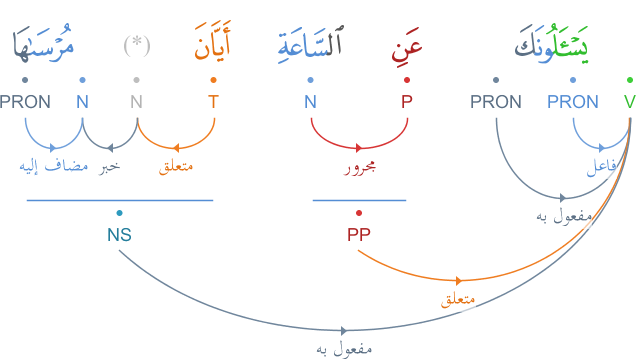 يَسْـَٔلُونَكَ عَنِ ٱلسَّاعَةِ أَيَّانَ (*) مُرْسَىٰهَا
PRON N N T N P PRON PRON V
مضاف إليه خبر متعلق مجرور فاعل
مفعول به
NS PP
متعلق
مفعول به